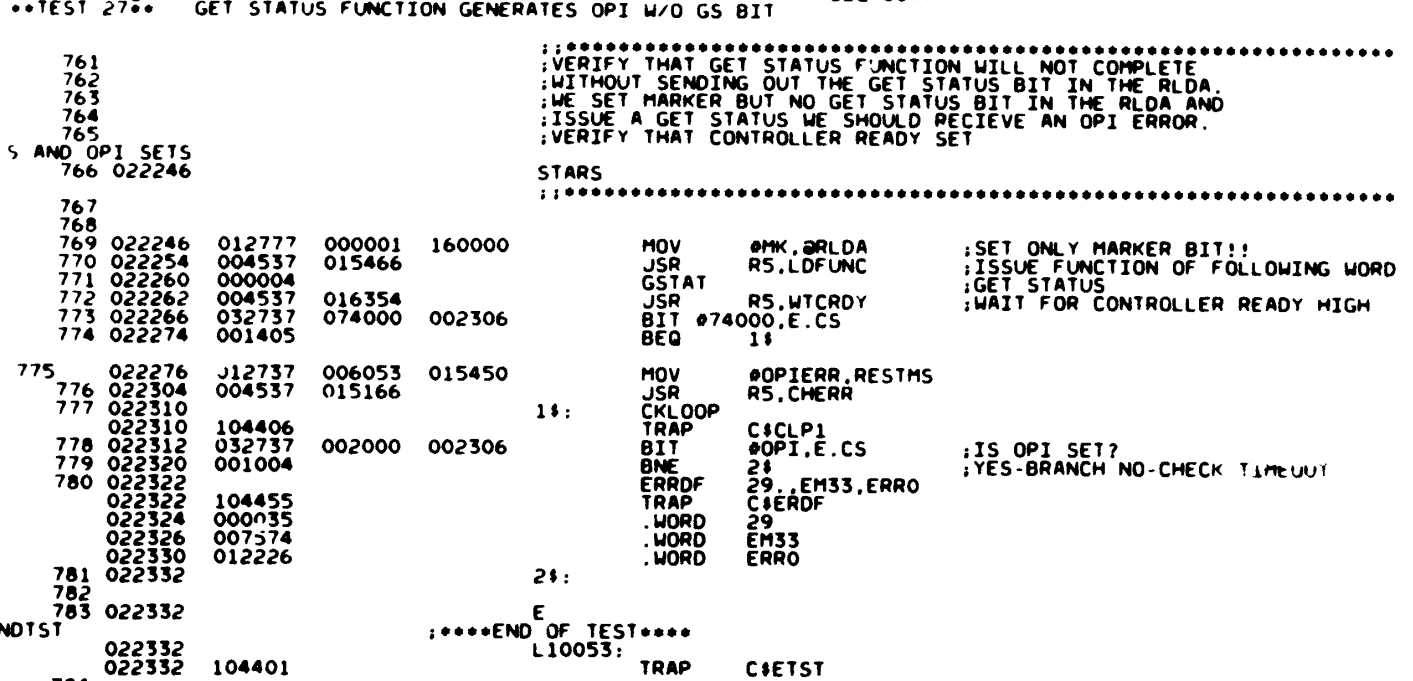 **TEST 27** GET STATUS FUNCTION GENERATES OPI W/O GS BIT
;;****************************************************************
761 ;VERIFY THAT GET STATUS FUNCTION WILL NOT COMPLETE
762 ;WITHOUT SENDING OUT THE GET STATUS BIT IN THE RLDA.
763 ;WE SET MARKER BUT NO GET STATUS BIT IN THE RLDA AND
764 ;ISSUE A GET STATUS WE SHOULD RECIEVE AN OPI ERROR.
765 ;VERIFY THAT CONTROLLER READY SET
S AND OPI SETS
766 022246 STARS
;;****************************************************************
767
768
769 022246 012777 000001 160000 MOV #MK,@RLDA ;SET ONLY MARKER BIT!!
770 022254 004537 015466 JSR R5,LDFUNC ;ISSUE FUNCTION OF FOLLOWING WORD
771 022260 000004 GSTAT ;GET STATUS
772 022262 004537 016354 JSR R5,WTCRDY ;WAIT FOR CONTROLLER READY HIGH
773 022266 032737 074000 002306 BIT #74000,E.CS
774 022274 001405 BEQ 1$
775 022276 012737 006053 015450 MOV #OPIERR,RESTMS
776 022304 004537 015166 JSR R5,CHERR
777 022310 1$: CKLOOP
022310 104406 TRAP C$CLP1
778 022312 032737 002000 002306 BIT #OPI,E.CS ;IS OPI SET?
779 022320 001004 BNE 2$ ;YES-BRANCH NO-CHECK TIMEOUT
780 022322 ERRDF 29.,EM33,ERRO
022322 104455 TRAP C$ERDF
022324 000035 .WORD 29
022326 007574 .WORD EM33
022330 012226 .WORD ERRO
781 022332 2$:
782
783 022332 E
NDTST ;****END OF TEST****
022332 L10053:
022332 104401 TRAP C$ETST